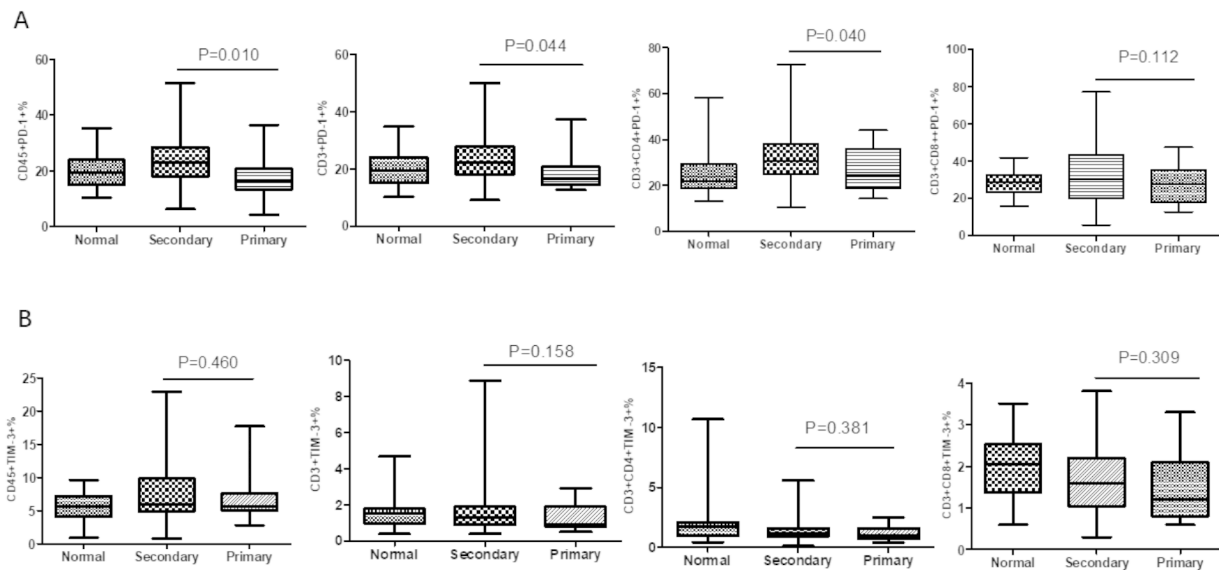 A
P=0.010
CD45+PD-1+%
60
40
20
0
Normal Secondary Primary
P=0.044
CD3+PD-1+%
60
40
20
0
Normal Secondary Primary
P=0.040
CD3+CD4+PD-1+%
80
60
40
20
0
Normal Secondary Primary
P=0.112
CD3+CD8++PD-1+%
100
80
60
40
20
0
Normal Secondary Primary
B
P=0.460
CD45+TIM-3+%
25
20
15
10
5
0
Normal Secondary Primary
P=0.158
CD3+TIM-3+%
10
8
6
4
2
0
Normal Secondary Primary
P=0.381
CD3+CD4+TIM-3+%
15
10
5
0
Normal Secondary Primary
P=0.309
CD3+CD8+TIM-3+%
4
3
2
1
0
Normal Secondary Primary